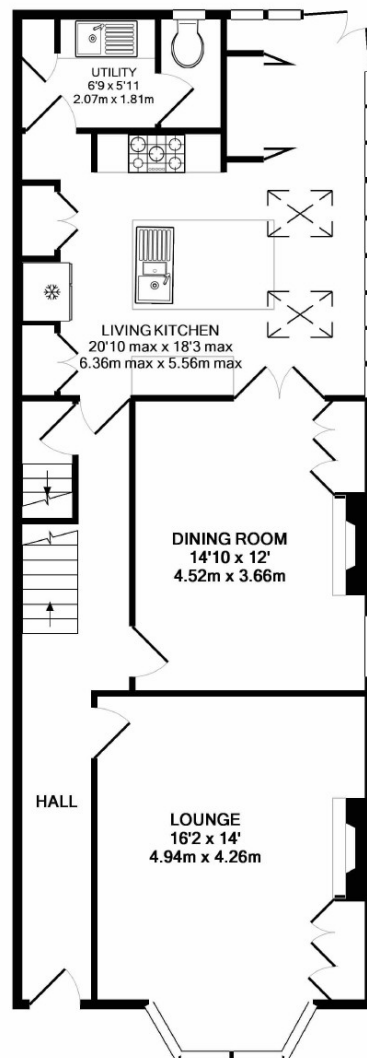 UTILITY
6'9 x 5'11
2.07m x 1.81m
LIVING KITCHEN
20'10 max x 18'3 max
6.36m max x 5.56m max
DINING ROOM
14'10 x 12'
4.52m x 3.66m
HALL
LOUNGE
16'2 x 14'
4.94m x 4.26m